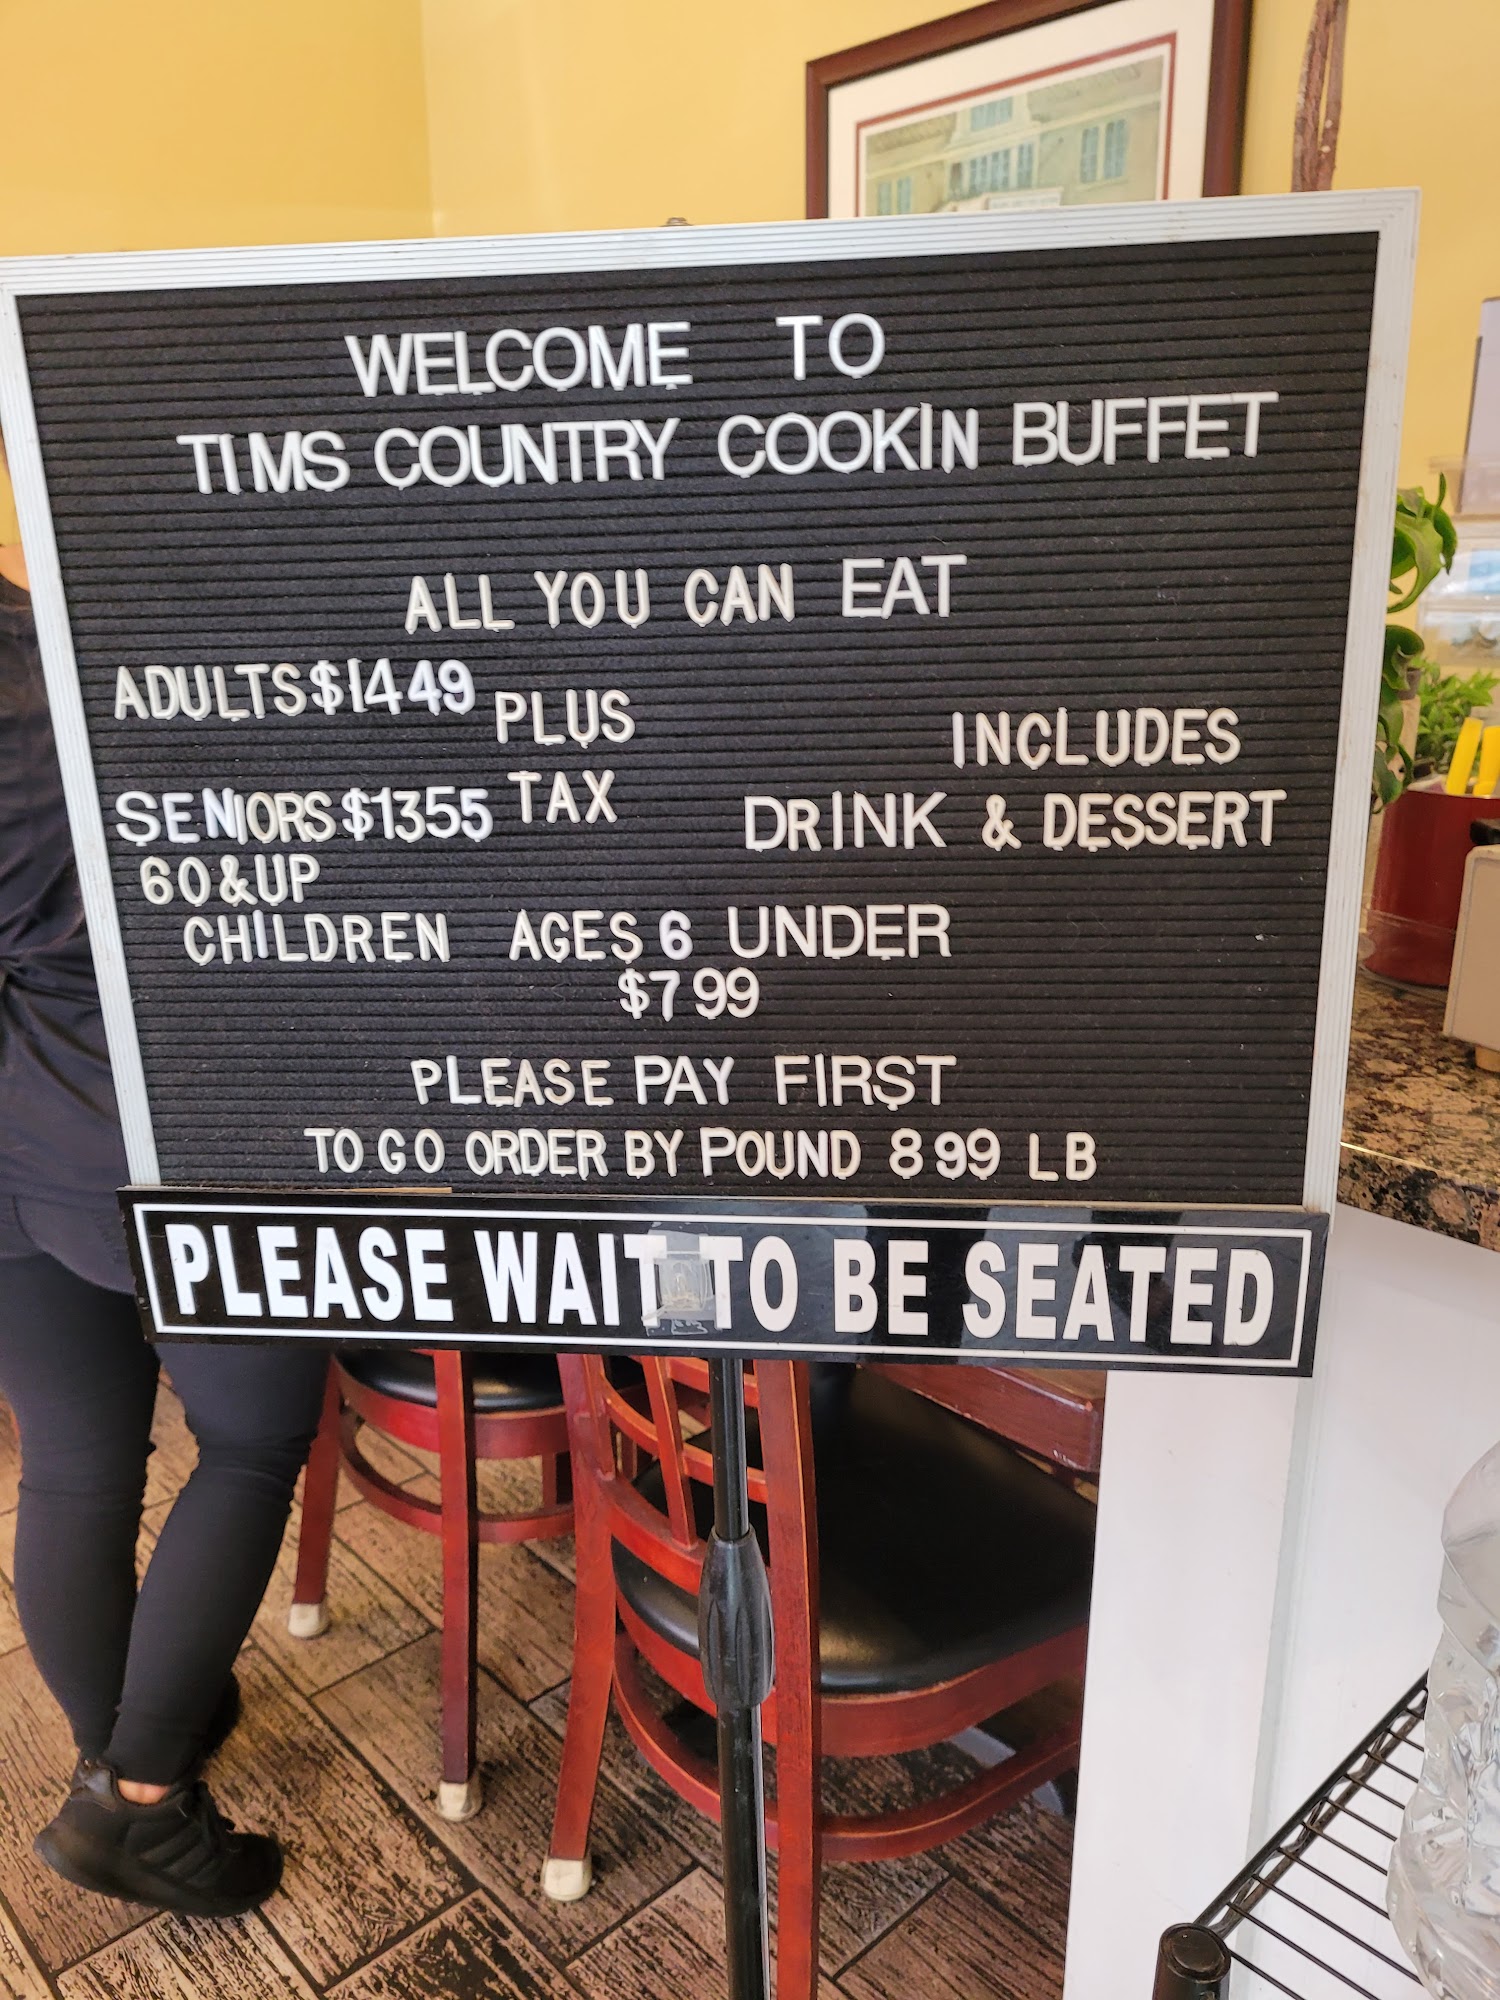 WELCOME TO
TIMS COUNTRY COOKIN BUFFET
ALL YOU CAN EAT
ADULTS $1449 PLUS
INCLUDES
SENIORS $1355 TAX
DRINK & DESSERT
60 & UP
CHILDREN AGES 6 UNDER
$799
PLEASE PAY FIRST
TO GO ORDER BY POUND 899 LB
PLEASE WAIT TO BE SEATED